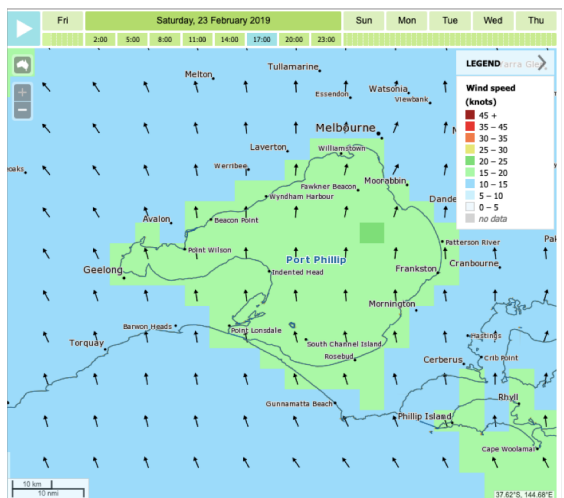 Fri
Saturday, 23 February 2019
Sun
Mon
Tue
Wed
Thu
2:00
5:00
8:00
11:00
14:00
17:00
20:00
23:00
LEGEND
Wind speed
(knots)
45 +
35 – 45
30 – 35
25 – 30
20 – 25
15 – 20
10 – 15
5 – 10
0 – 5
no data
Tullamarine
Melton
Essendon
Watsonia
Viewbank
Melbourne
Williamstown
Laverton
Werribee
Fawkner Beacon
Moorabbin
Wyndham Harbour
Dande
Avalon
Beacon Point
Point Wilson
Patterson River
Pak
Port Phillip
Geelong
Indented Head
Frankston
Cranbourne
Mornington
Barwon Heads
Point Lonsdale
Torquay
South Channel Island
Hastings
Rosebud
Cerberus
Crib Point
Rhyll
Gunnamatta Beach
Phillip Island
Cape Woolamai
10 km
10 nmi
37.62°S, 144.68°E